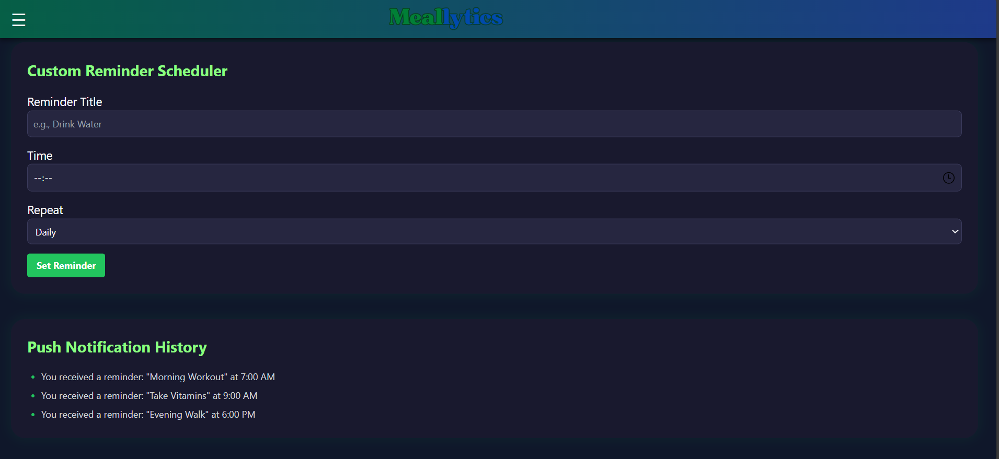 Meallytics
Custom Reminder Scheduler
Reminder Title
e.g., Drink Water
Time
--:--
Repeat
Daily
Set Reminder
Push Notification History
You received a reminder: "Morning Workout" at 7:00 AM
You received a reminder: "Take Vitamins" at 9:00 AM
You received a reminder: "Evening Walk" at 6:00 PM